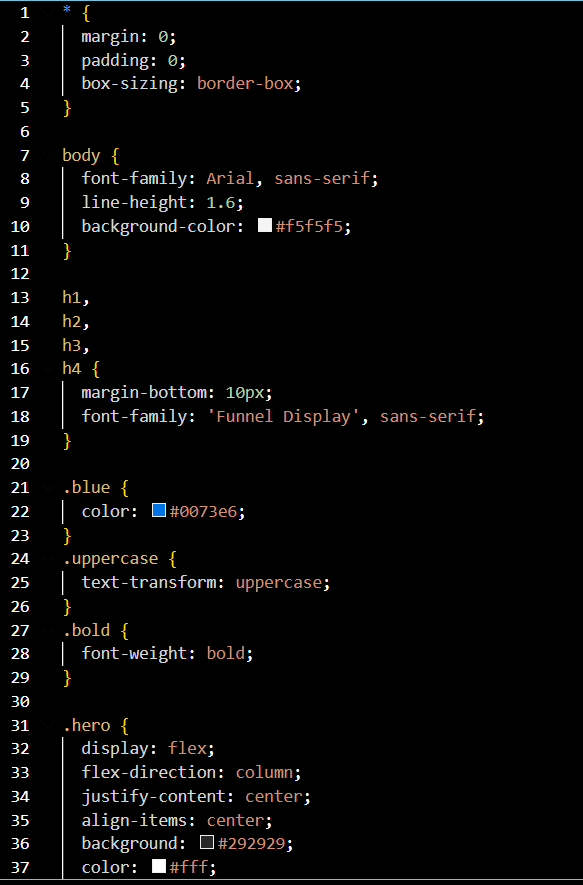 1 * {
2   margin: 0;
3   padding: 0;
4   box-sizing: border-box;
5 }
6
7 body {
8   font-family: Arial, sans-serif;
9   line-height: 1.6;
10   background-color: #f5f5f5;
11 }
12
13 h1,
14 h2,
15 h3,
16 h4 {
17   margin-bottom: 10px;
18   font-family: 'Funnel Display', sans-serif;
19 }
20
21 .blue {
22   color: #0073e6;
23 }
24 .uppercase {
25   text-transform: uppercase;
26 }
27 .bold {
28   font-weight: bold;
29 }
30
31 .hero {
32   display: flex;
33   flex-direction: column;
34   justify-content: center;
35   align-items: center;
36   background: #292929;
37   color: #fff;